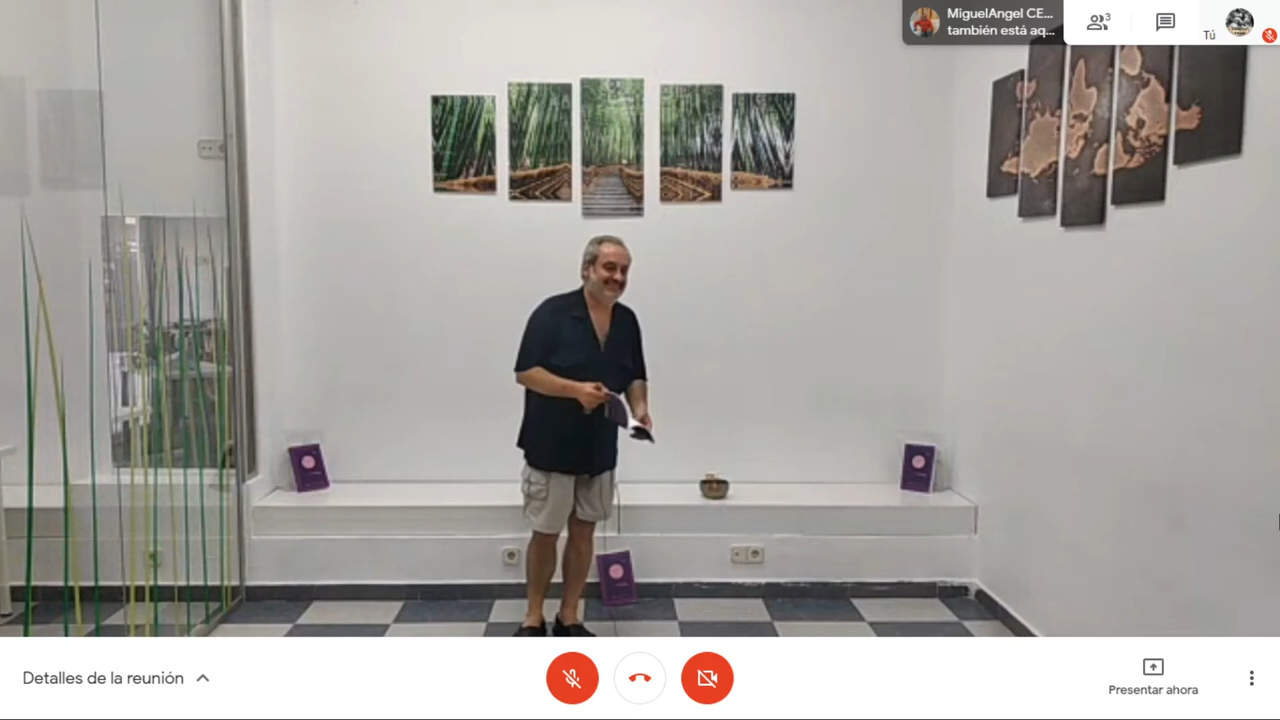 MiguelAngel CE...
también está aq...
3
Tú
Detalles de la reunión
Presentar ahora